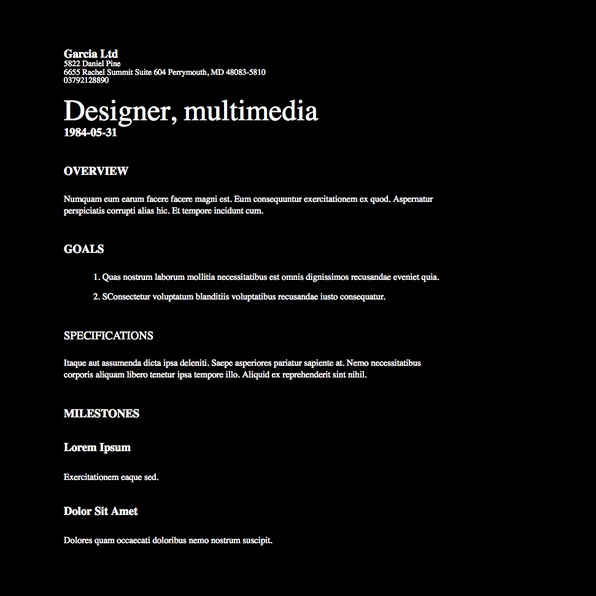 Garcia Ltd
5822 Daniel Pine
6655 Rachel Summit Suite 604 Perrymouth, MD 48083-5810
03792128890
Designer, multimedia
1984-05-31
OVERVIEW
Numquam eum earum facere facere magni est. Eum consequuntur exercitationem ex quod. Aspernatur
perspiciatis corrupti alias hic. Et tempore incidunt cum.
GOALS
1. Quas nostrum laborum mollitia necessitatibus est omnis dignissimos recusandae eveniet quia.
2. SConsectetur voluptatum blanditiis voluptatibus recusandae iusto consequatur.
SPECIFICATIONS
Itaque aut assumenda dicta ipsa deleniti. Saepe asperiores pariatur sapiente at. Nemo necessitatibus
corporis aliquam libero tenetur ipsa tempore illo. Aliquid ex reprehenderit sint nihil.
MILESTONES
Lorem Ipsum
Exercitationem eaque sed.
Dolor Sit Amet
Dolores quam occaecati doloribus nemo nostrum suscipit.